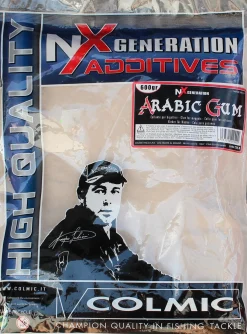 NX GENERATION
ADDITIVES
HIGH QUALITY
600gr
NX GENERATION
ARABIC GUM
WWW.COLMIC.IT
COLMIC
CHAMPION QUALITY IN FISHING TACKLE